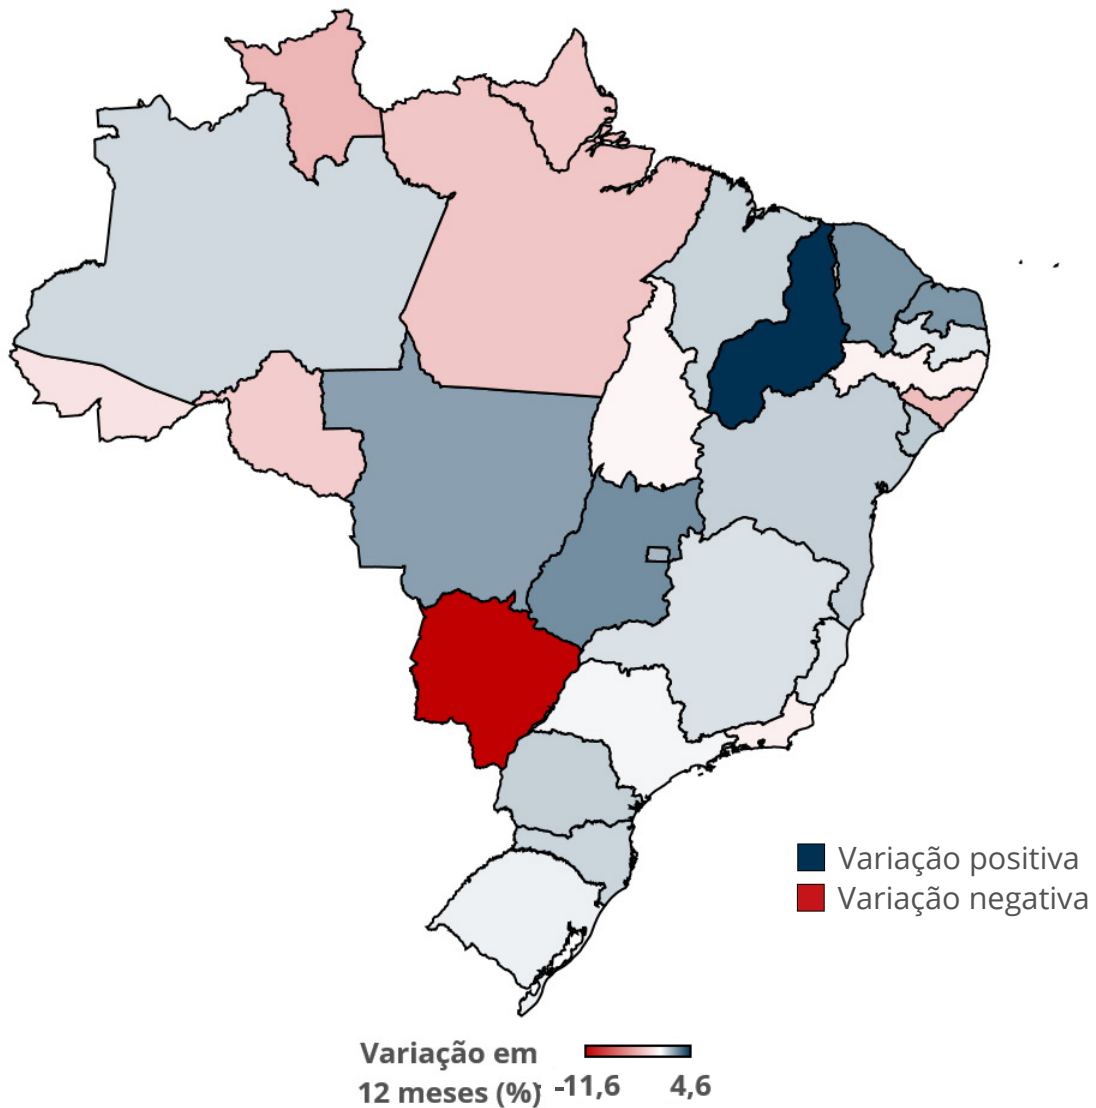 Variação positiva
Variação negativa
Variação em
12 meses (%)
-11,6 4,6